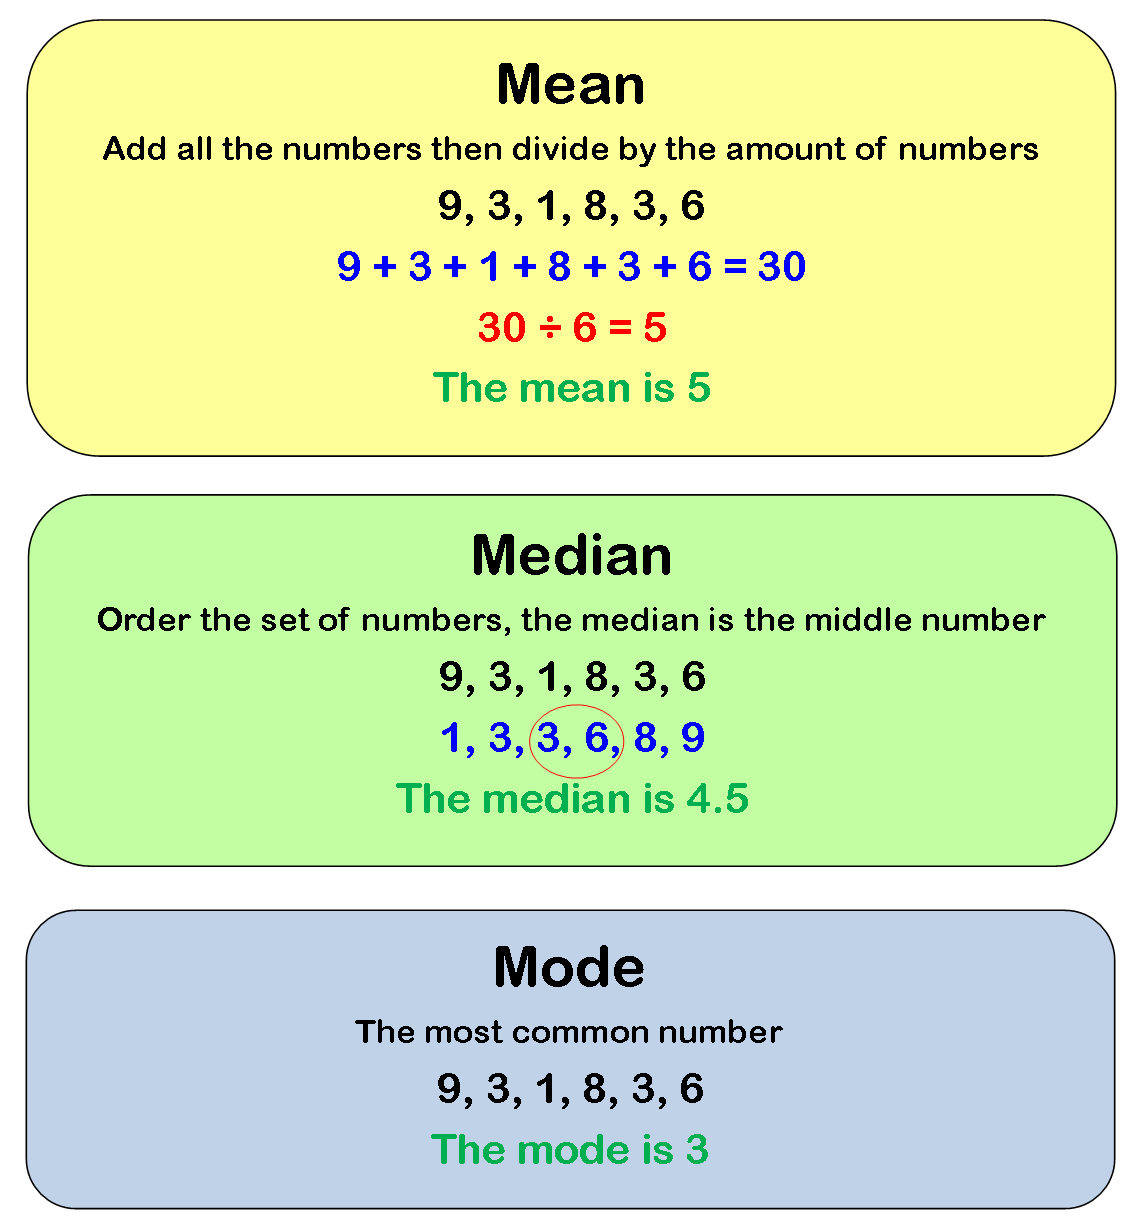 Mean
Add all the numbers then divide by the amount of numbers
9, 3, 1, 8, 3, 6
9 + 3 + 1 + 8 + 3 + 6 = 30
30 ÷ 6 = 5
The mean is 5
Median
Order the set of numbers, the median is the middle number
9, 3, 1, 8, 3, 6
1, 3, 3, 6, 8, 9
The median is 4.5
Mode
The most common number
9, 3, 1, 8, 3, 6
The mode is 3